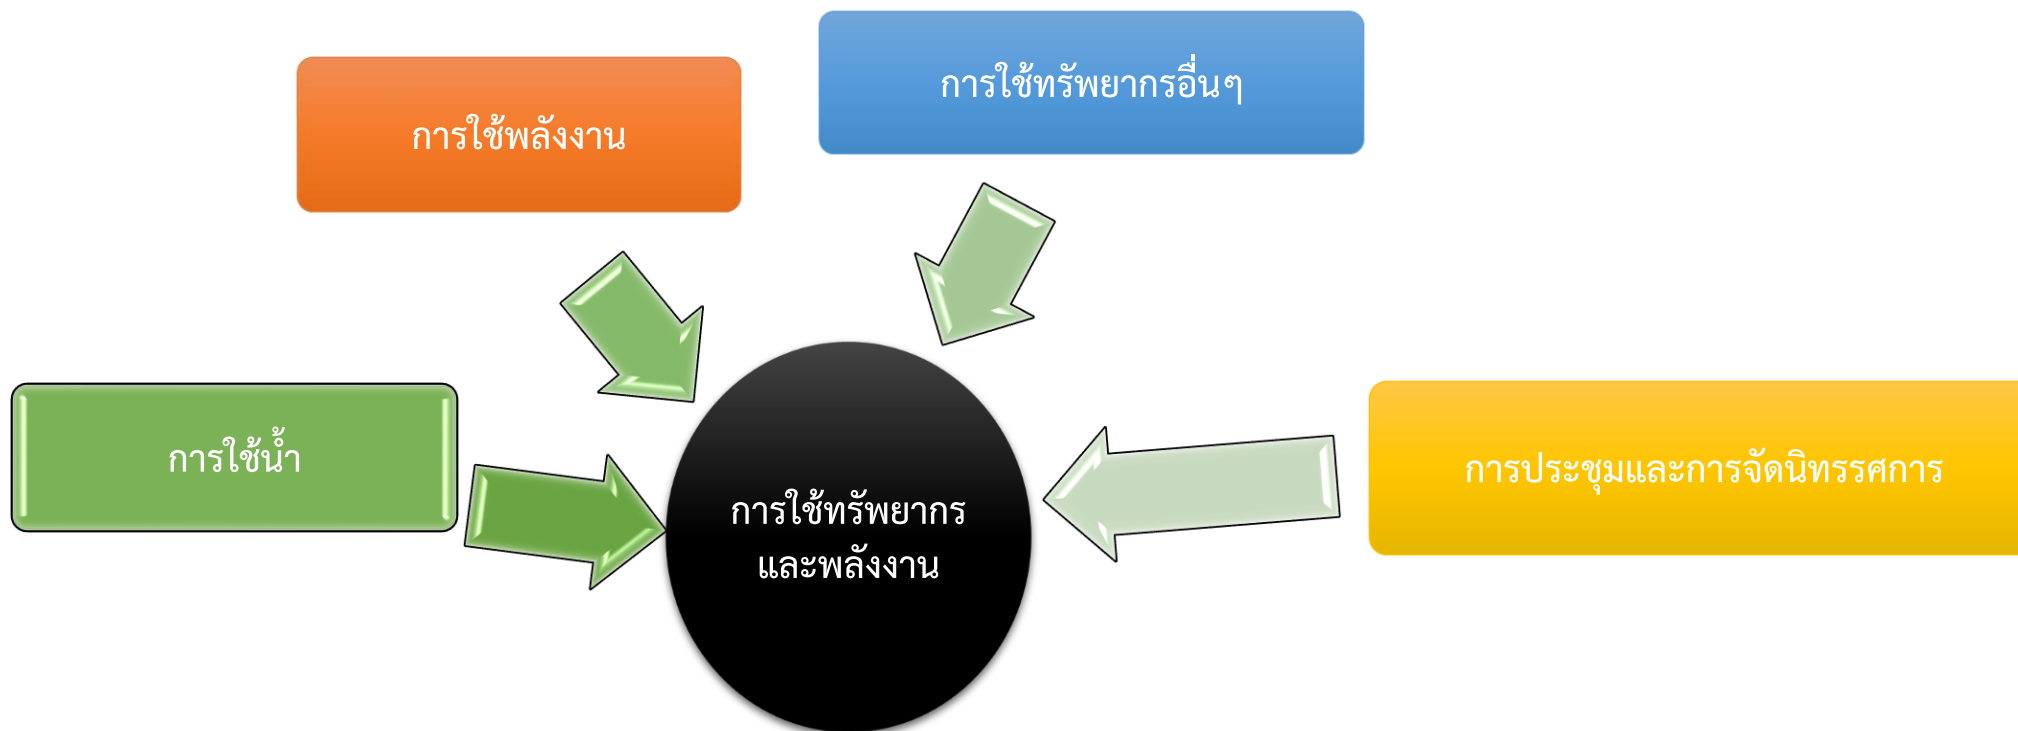 การใช้ทรัพยากรอื่นๆ
การใช้พลังงาน
การใช้น้ำ
การประชุมและการจัดนิทรรศการ
การใช้ทรัพยากร
และพลังงาน